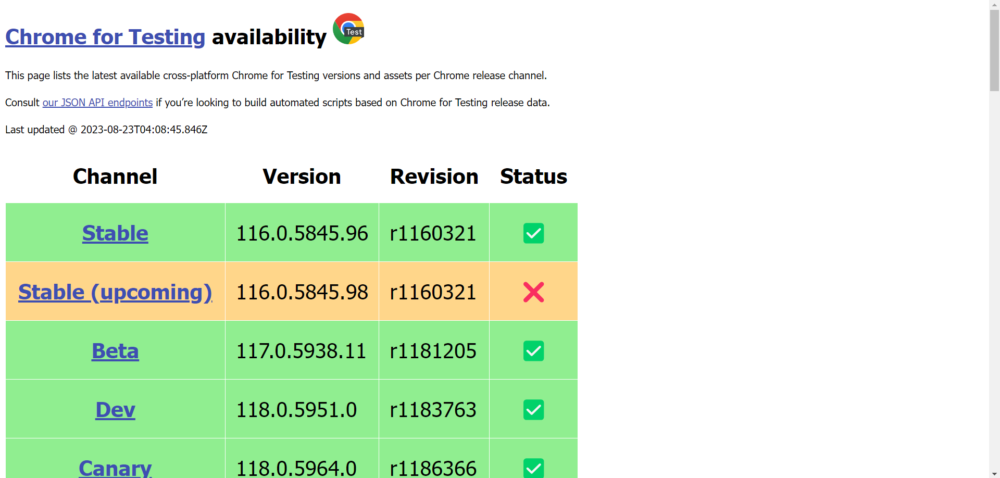 Chrome for Testing availability Test
This page lists the latest available cross-platform Chrome for Testing versions and assets per Chrome release channel.
Consult our JSON API endpoints if you’re looking to build automated scripts based on Chrome for Testing release data.
Last updated @ 2023-08-23T04:08:45.846Z
Channel Version Revision Status
Stable 116.0.5845.96 r1160321 ✅
Stable (upcoming) 116.0.5845.98 r1160321 ❌
Beta 117.0.5938.11 r1181205 ✅
Dev 118.0.5951.0 r1183763 ✅
Canary 118.0.5964.0 r1186366 ✅